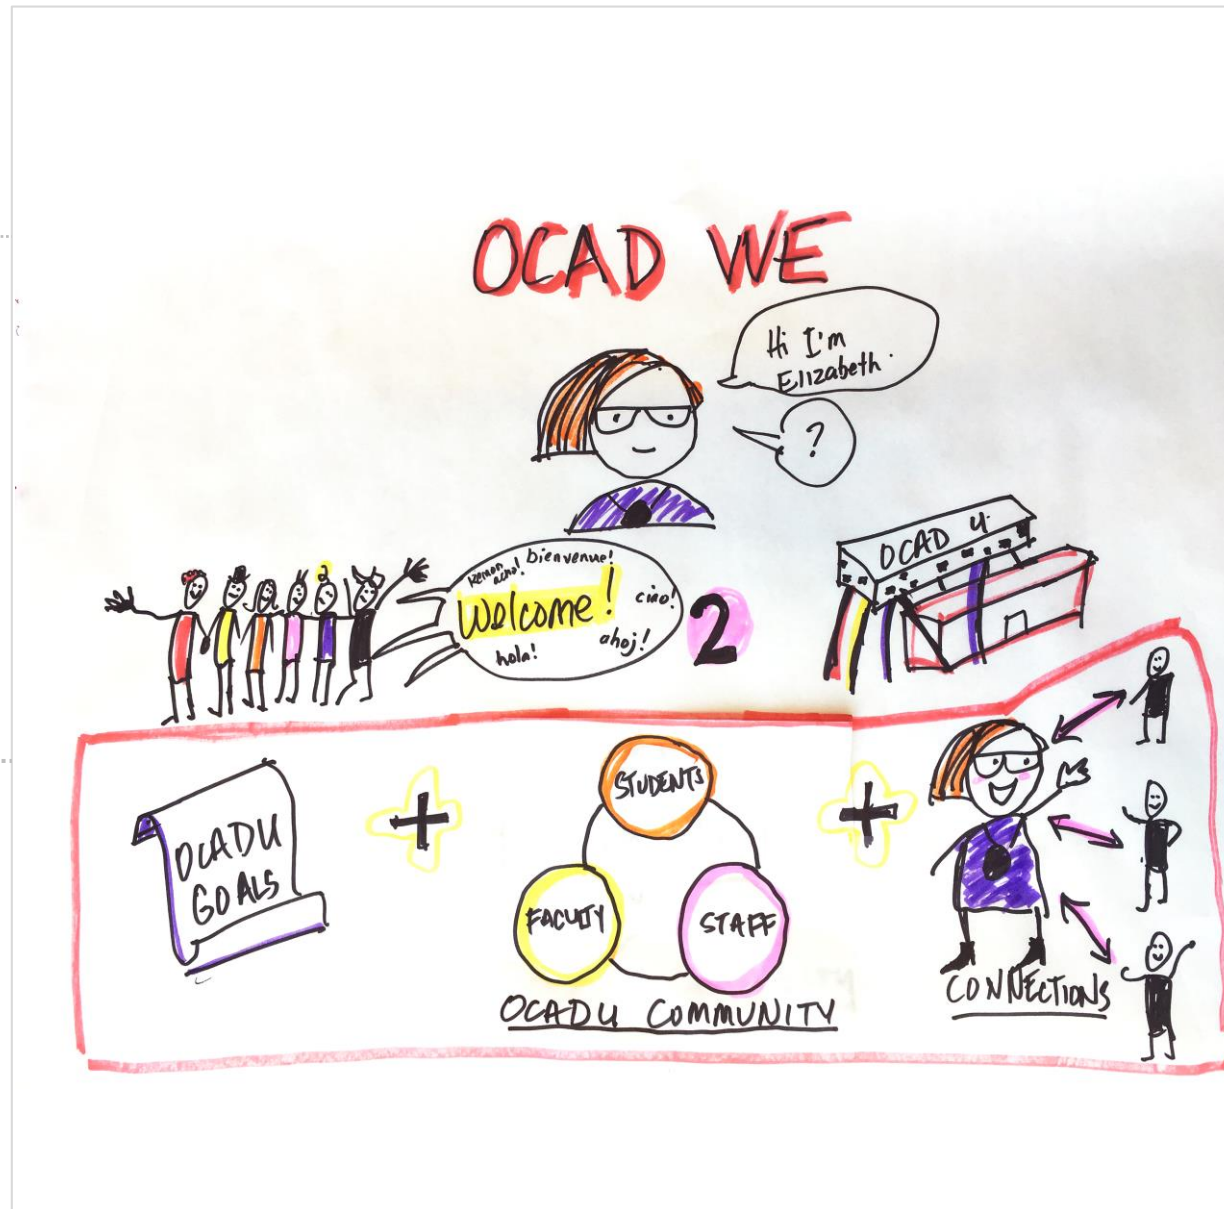 OCAD WE
Hi I'm
Elizabeth.
?
bienvenue!
Welcome!
ciao!
ahoj!
hola!
2
OCAD U
OCADU
GOALS
+
STUDENTS
FACULTY
STAFF
OCADU COMMUNITY
+
CONNECTIONS